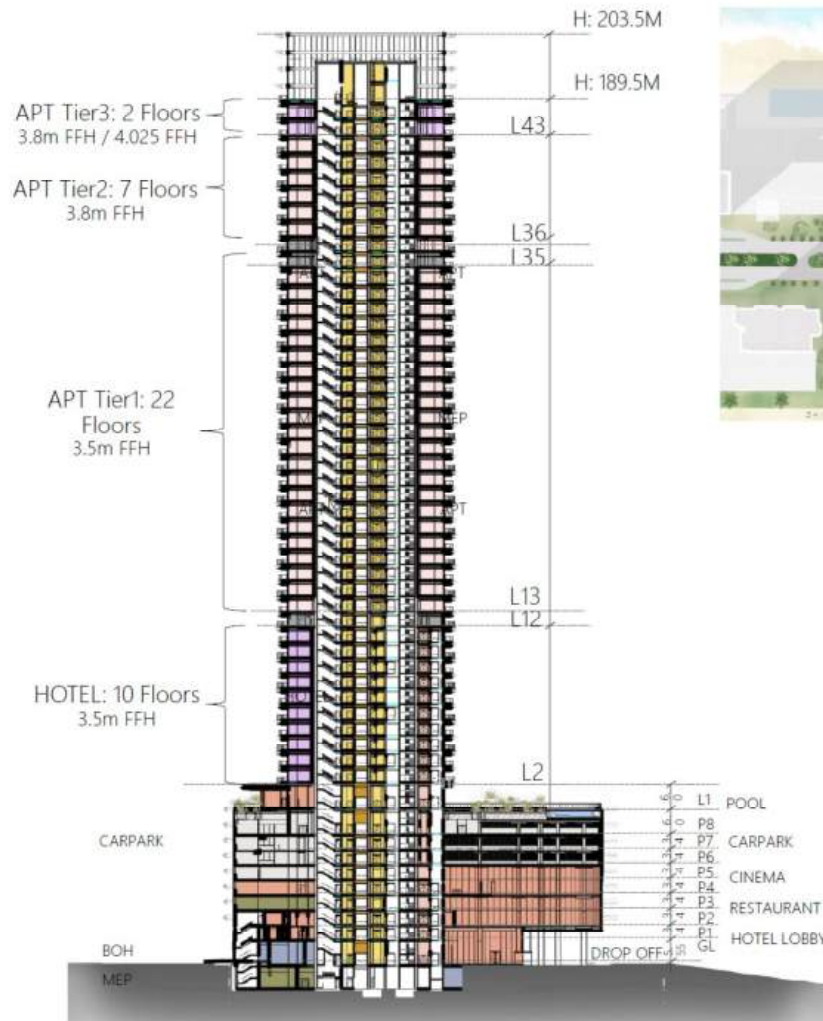 H: 203.5M
H: 189.5M
APT Tier3: 2 Floors
3.8m FFH / 4.025 FFH
L43
APT Tier2: 7 Floors
3.8m FFH
L36
L35
APT
APT Tier1: 22
Floors
3.5m FFH
MEP
APT
L13
L12
HOTEL: 10 Floors
3.5m FFH
L2
L1
POOL
P8
CARPARK
P7
CARPARK
P6
P5
CINEMA
P4
P3
RESTAURANT
P2
P1
HOTEL LOBBY
BOH
DROP OFF
GL
MEP